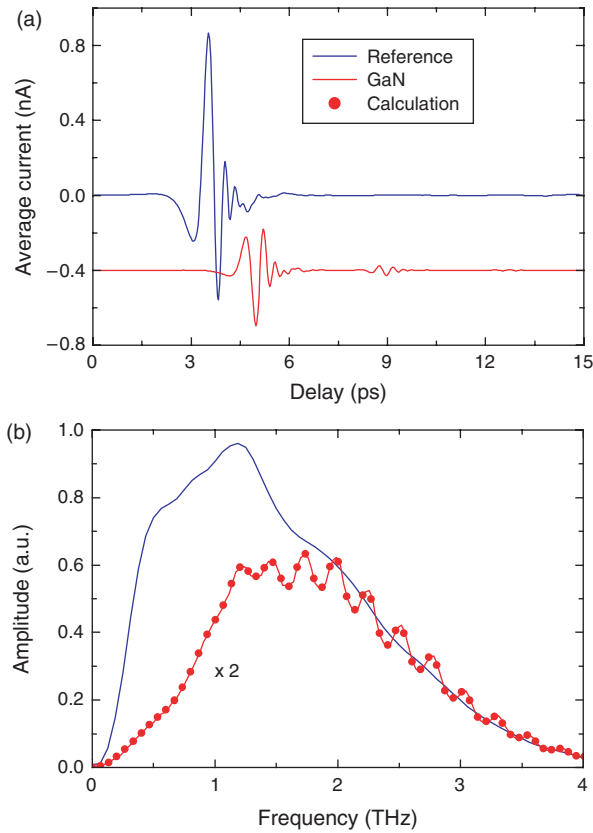 (a)
Average current (nA)
0.8
0.4
0.0
−0.4
−0.8
Reference
GaN
Calculation
0
3
6
9
12
15
Delay (ps)
(b)
Amplitude (a.u.)
1.0
0.8
0.6
0.4
0.2
0.0
x 2
0
1
2
3
4
Frequency (THz)